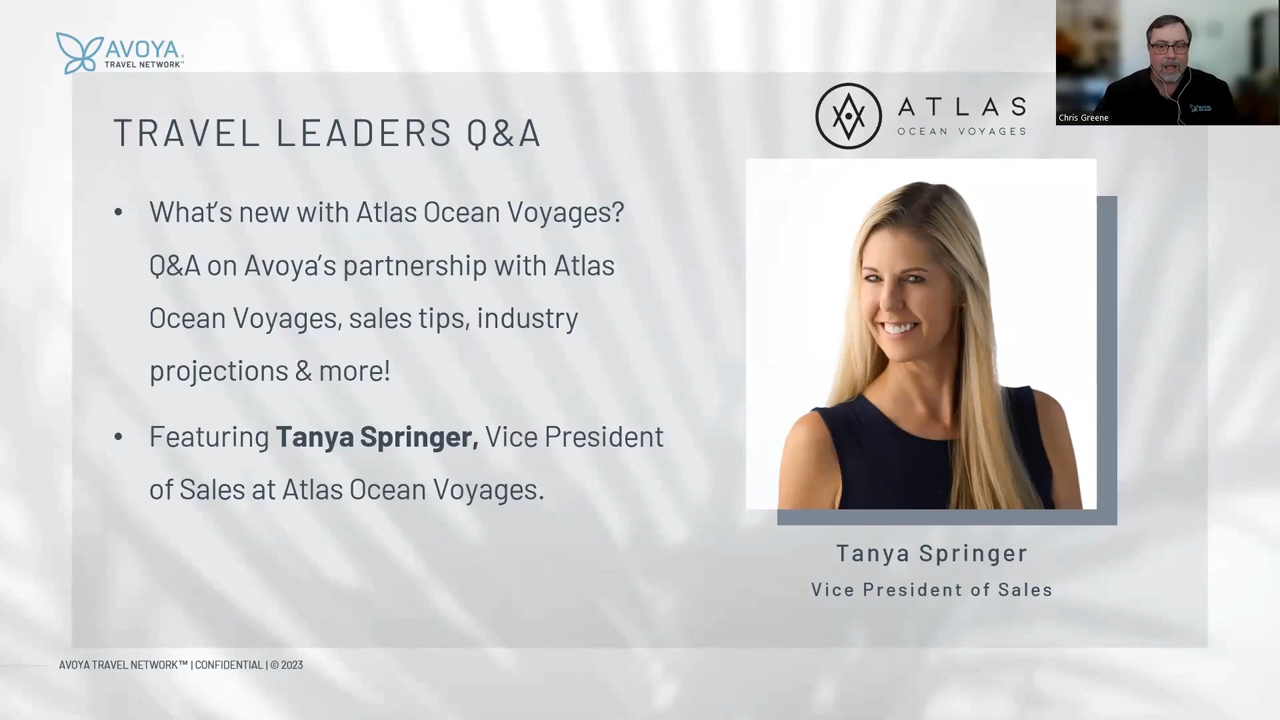 AVOYA
TRAVEL NETWORK™
TRAVEL LEADERS Q&A
• What's new with Atlas Ocean Voyages?
Q&A on Avoya's partnership with Atlas
Ocean Voyages, sales tips, industry
projections & more!
• Featuring Tanya Springer, Vice President
of Sales at Atlas Ocean Voyages.
ATLAS
OCEAN VOYAGES
Chris Greene
Tanya Springer
Vice President of Sales
AVOYA TRAVEL NETWORK™ | CONFIDENTIAL | © 2023